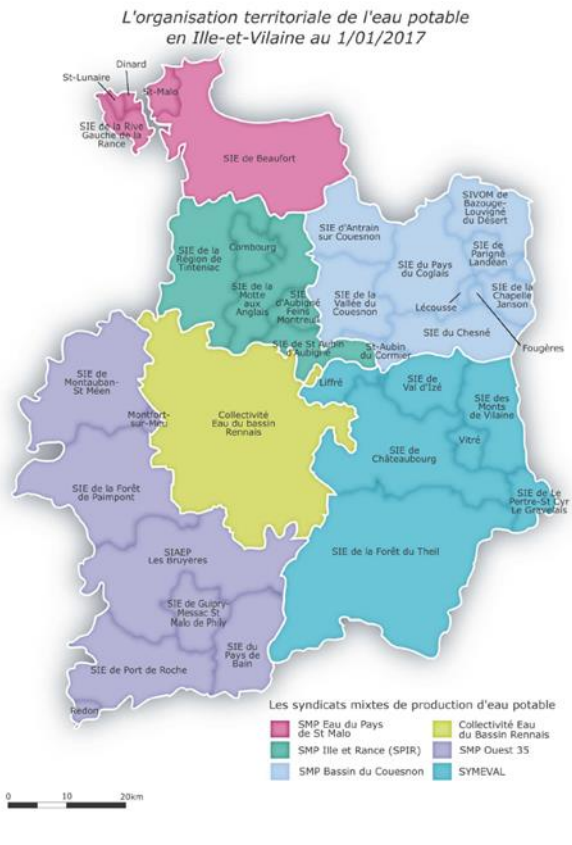 L'organisation territoriale de l'eau potable
en Ille-et-Vilaine au 1/01/2017
Dinard
St-Lunaire
St-Malo
SIE de la Rive
Gauche de la
Rance
SIE de Beaufort
SIVOM de
Bazouge-
Louvigné
du Désert
SIE d'Antrain
sur Couesnon
SIE de la
Région de
Tinténiac
Combourg
SIE de
Parigné
Landéan
SIE du Pays
du Coglais
SIE de la
Motte
aux
Anglais
SIE
d'Aubigné
Feins
Montreuil
SIE de la
Vallée du
Couesnon
SIE de la
Chapelle
Janson
Lécousse
SIE du Chesné
Fougères
SIE de St Aubin
d'Aubigné
St-Aubin
du Cormier
SIE de
Montauban-
St Méen
Liffré
SIE de
Val d'Izé
SIE des
Monts
de Vilaine
Montfort-
sur-Meu
Collectivité
Eau du bassin
Rennais
Vitré
SIE de
Châteaubourg
SIE de la Forêt
de Paimpont
SIE de Le
Pertre-St Cyr
Le Gravelais
SIAEP
Les Bruyères
SIE de la Forêt du Theil
SIE de Guipry
Messac St
Malo de Phily
SIE du
Pays de
Bain
SIE de Port de Roche
Redon
Les syndicats mixtes de production d'eau potable
SMP Eau du Pays
de St Malo
Collectivité Eau
du Bassin Rennais
SMP Ille et Rance (SPIR)
SMP Ouest 35
SMP Bassin du Couesnon
SYMEVAL
0 10 20km